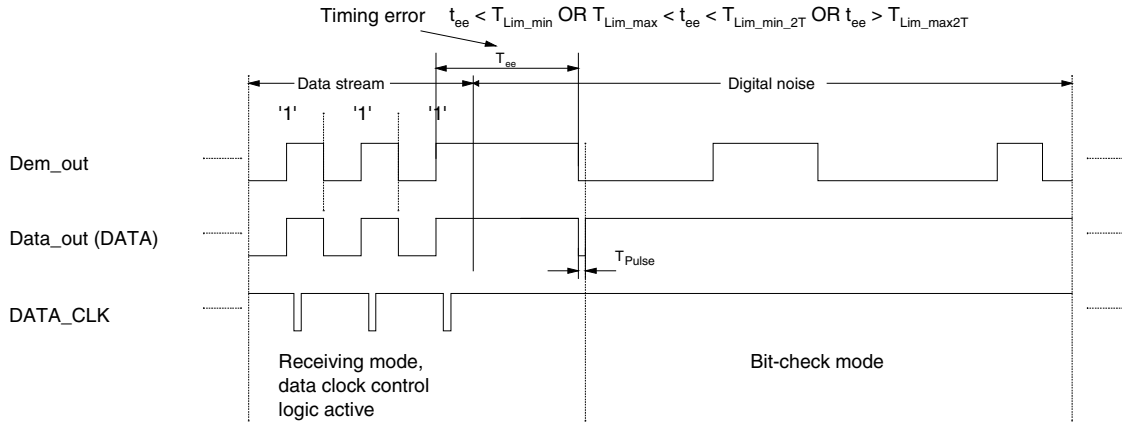 Timing error t_ee < T_Lim_min OR T_Lim_max < t_ee < T_Lim_min_2T OR t_ee > T_Lim_max2T
T_ee
Data stream Digital noise
'1' '1' '1'
Dem_out
Data_out (DATA)
T_Pulse
DATA_CLK
Receiving mode,
data clock control
logic active
Bit-check mode